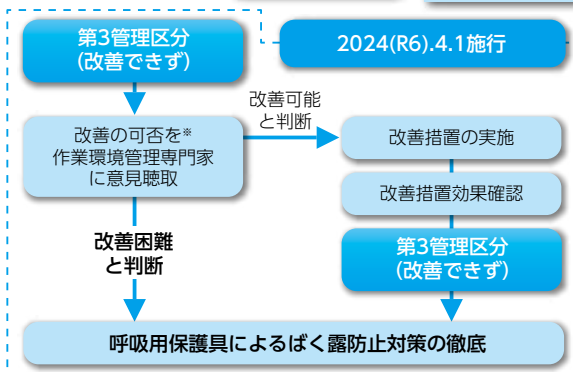 第3管理区分
(改善できず)
2024(R6).4.1施行
改善の可否を※
作業環境管理専門家
に意見聴取
改善可能
と判断
改善措置の実施
改善措置効果確認
改善困難
と判断
第3管理区分
(改善できず)
呼吸用保護具によるばく露防止対策の徹底